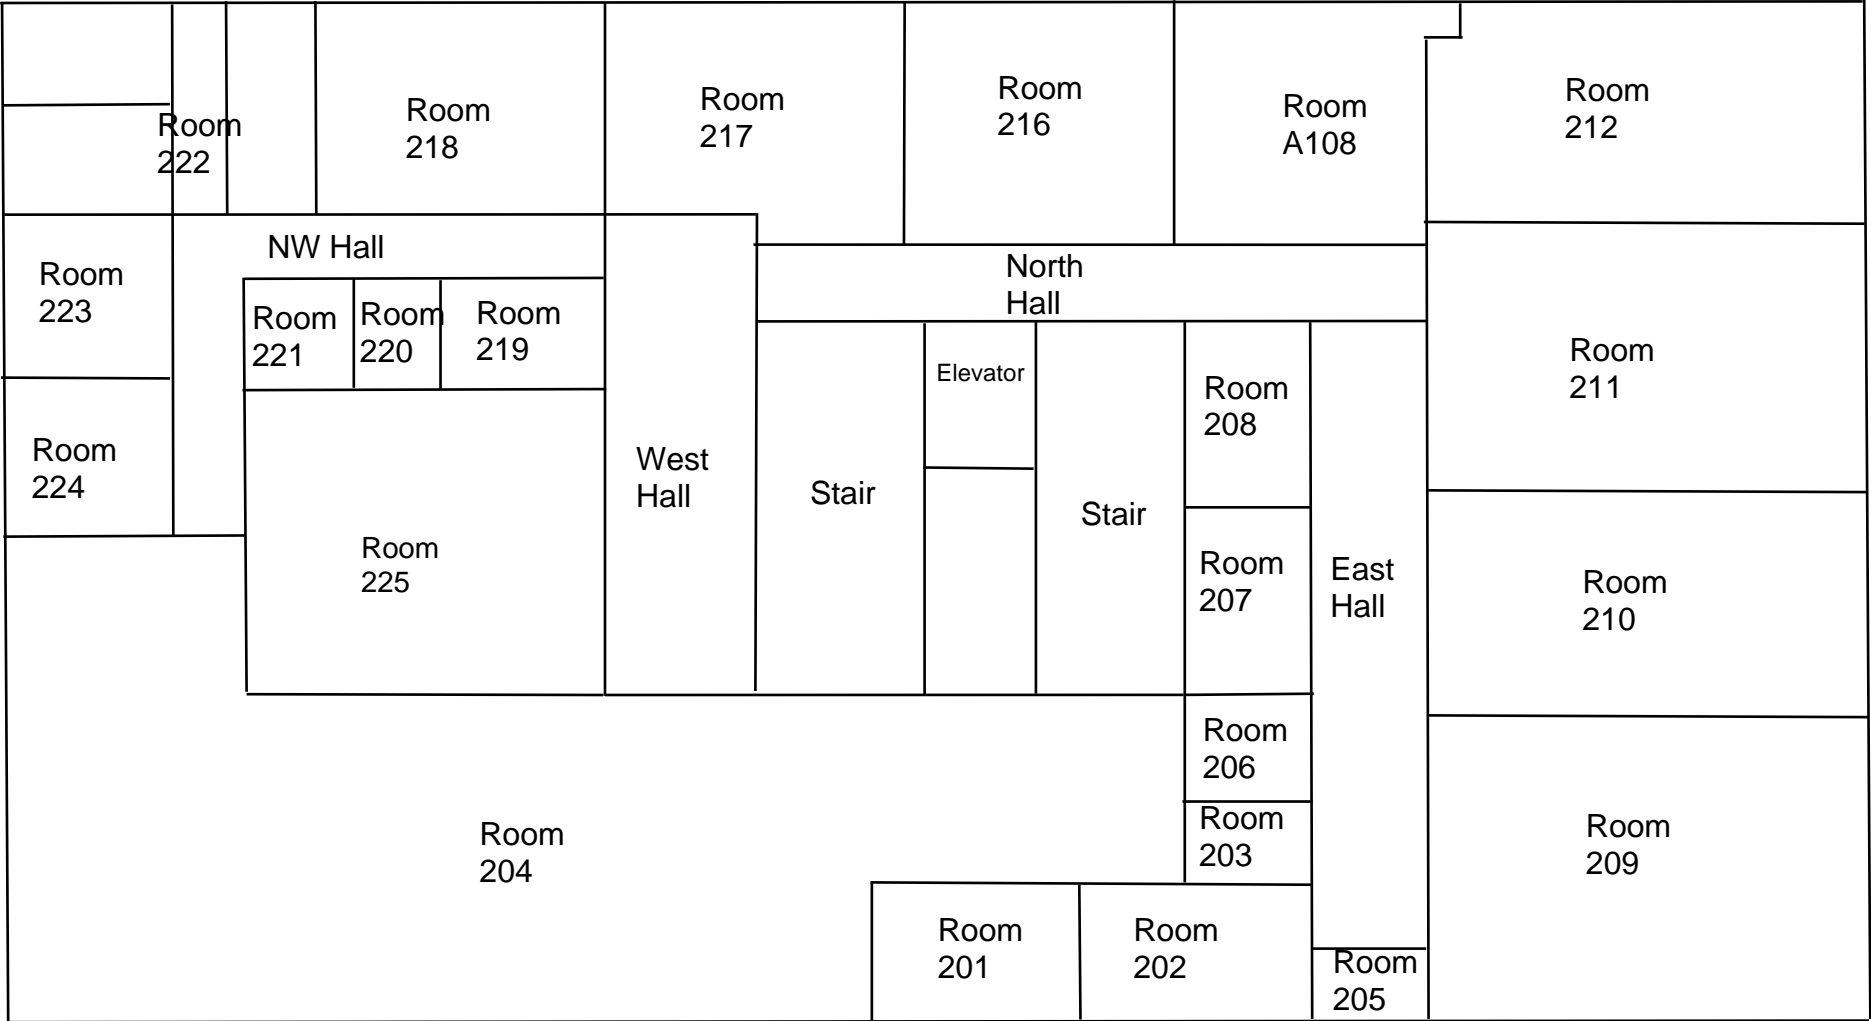 Room
222
Room
218
Room
217
Room
216
Room
A108
Room
212
NW Hall
North
Hall
Room
223
Room
221
Room
220
Room
219
Elevator
Room
208
Room
211
Room
224
West
Hall
Stair
Stair
Room
225
Room
207
East
Hall
Room
210
Room
206
Room
204
Room
203
Room
209
Room
201
Room
202
Room
205